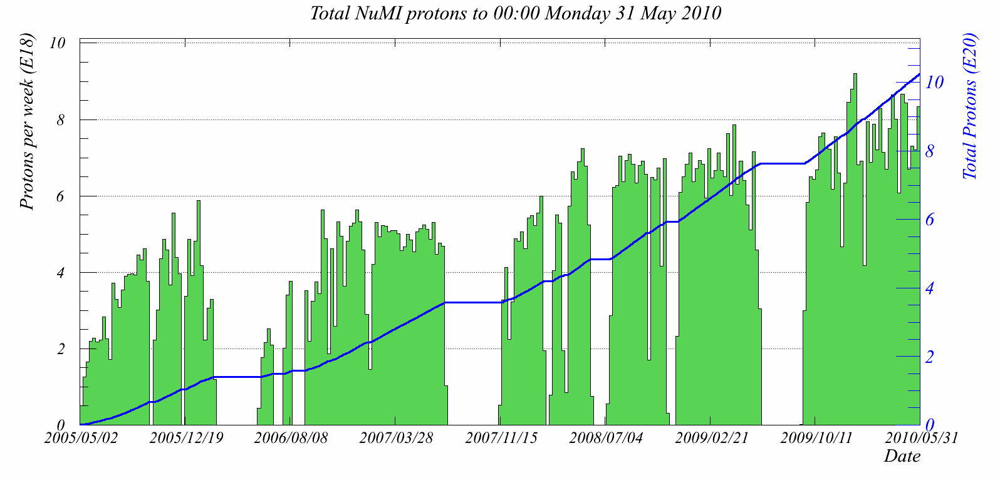 Total NuMI protons to 00:00 Monday 31 May 2010
Protons per week (E18)
Total Protons (E20)
10
8
6
4
2
0
10
8
6
4
2
0
2005/05/02 2005/12/19 2006/08/08 2007/03/28 2007/11/15 2008/07/04 2009/02/21 2009/10/11 2010/05/31
Date